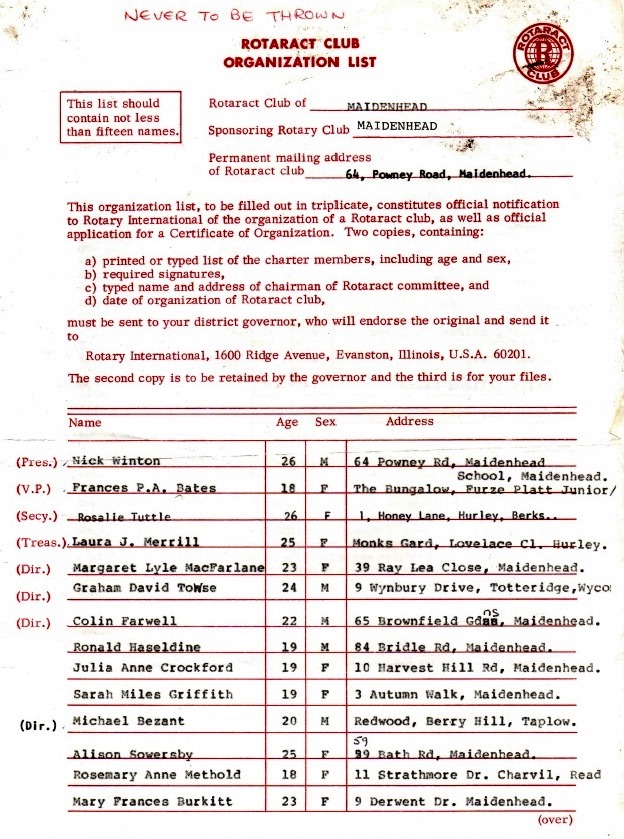 NEVER TO BE THROWN
ROTARACT CLUB
ORGANIZATION LIST
ROTARACT
R
CLUB
This list should
contain not less
than fifteen names.
Rotaract Club of MAIDENHEAD
Sponsoring Rotary Club MAIDENHEAD
Permanent mailing address
of Rotaract club 64, Powney Road, Maidenhead.
This organization list, to be filled out in triplicate, constitutes official notification
to Rotary International of the organization of a Rotaract club, as well as official
application for a Certificate of Organization. Two copies, containing:
a) printed or typed list of the charter members, including age and sex,
b) required signatures,
c) typed name and address of chairman of Rotaract committee, and
d) date of organization of Rotaract club,
must be sent to your district governor, who will endorse the original and send it
to
Rotary International, 1600 Ridge Avenue, Evanston, Illinois, U.S.A. 60201.
The second copy is to be retained by the governor and the third is for your files.
Name Age Sex Address
(Pres.) Nick Winton 26 M 64 Powney Rd, Maidenhead
School, Maidenhead.
(V.P.) Frances P.A. Bates 18 F The Bungalow, Furze Platt Junior/
(Secy.) Rosalie Tuttle 26 F 1, Honey Lane, Hurley, Berks..
(Treas.) Laura J. Merrill 25 F Monks Gard, Lovelace Cl. Hurley.
(Dir.) Margaret Lyle MacFarlane 23 F 39 Ray Lea Close, Maidenhead.
(Dir.) Graham David Towse 24 M 9 Wynbury Drive, Totteridge,Wyco
(Dir.) Colin Farwell 22 M 65 Brownfield Gdns, Maidenhead.
Ronald Haseldine 19 M 84 Bridle Rd, Maidenhead.
Julia Anne Crockford 19 F 10 Harvest Hill Rd, Maidenhead.
Sarah Miles Griffith 19 F 3 Autumn Walk, Maidenhead.
(Dir.) Michael Bezant 20 M Redwood, Berry Hill, Taplow.
59
Alison Sowersby 25 F 99 Bath Rd, Maidenhead.
Rosemary Anne Methold 18 F 11 Strathmore Dr. Charvil, Read
Mary Frances Burkitt 23 F 9 Derwent Dr. Maidenhead.
(over)